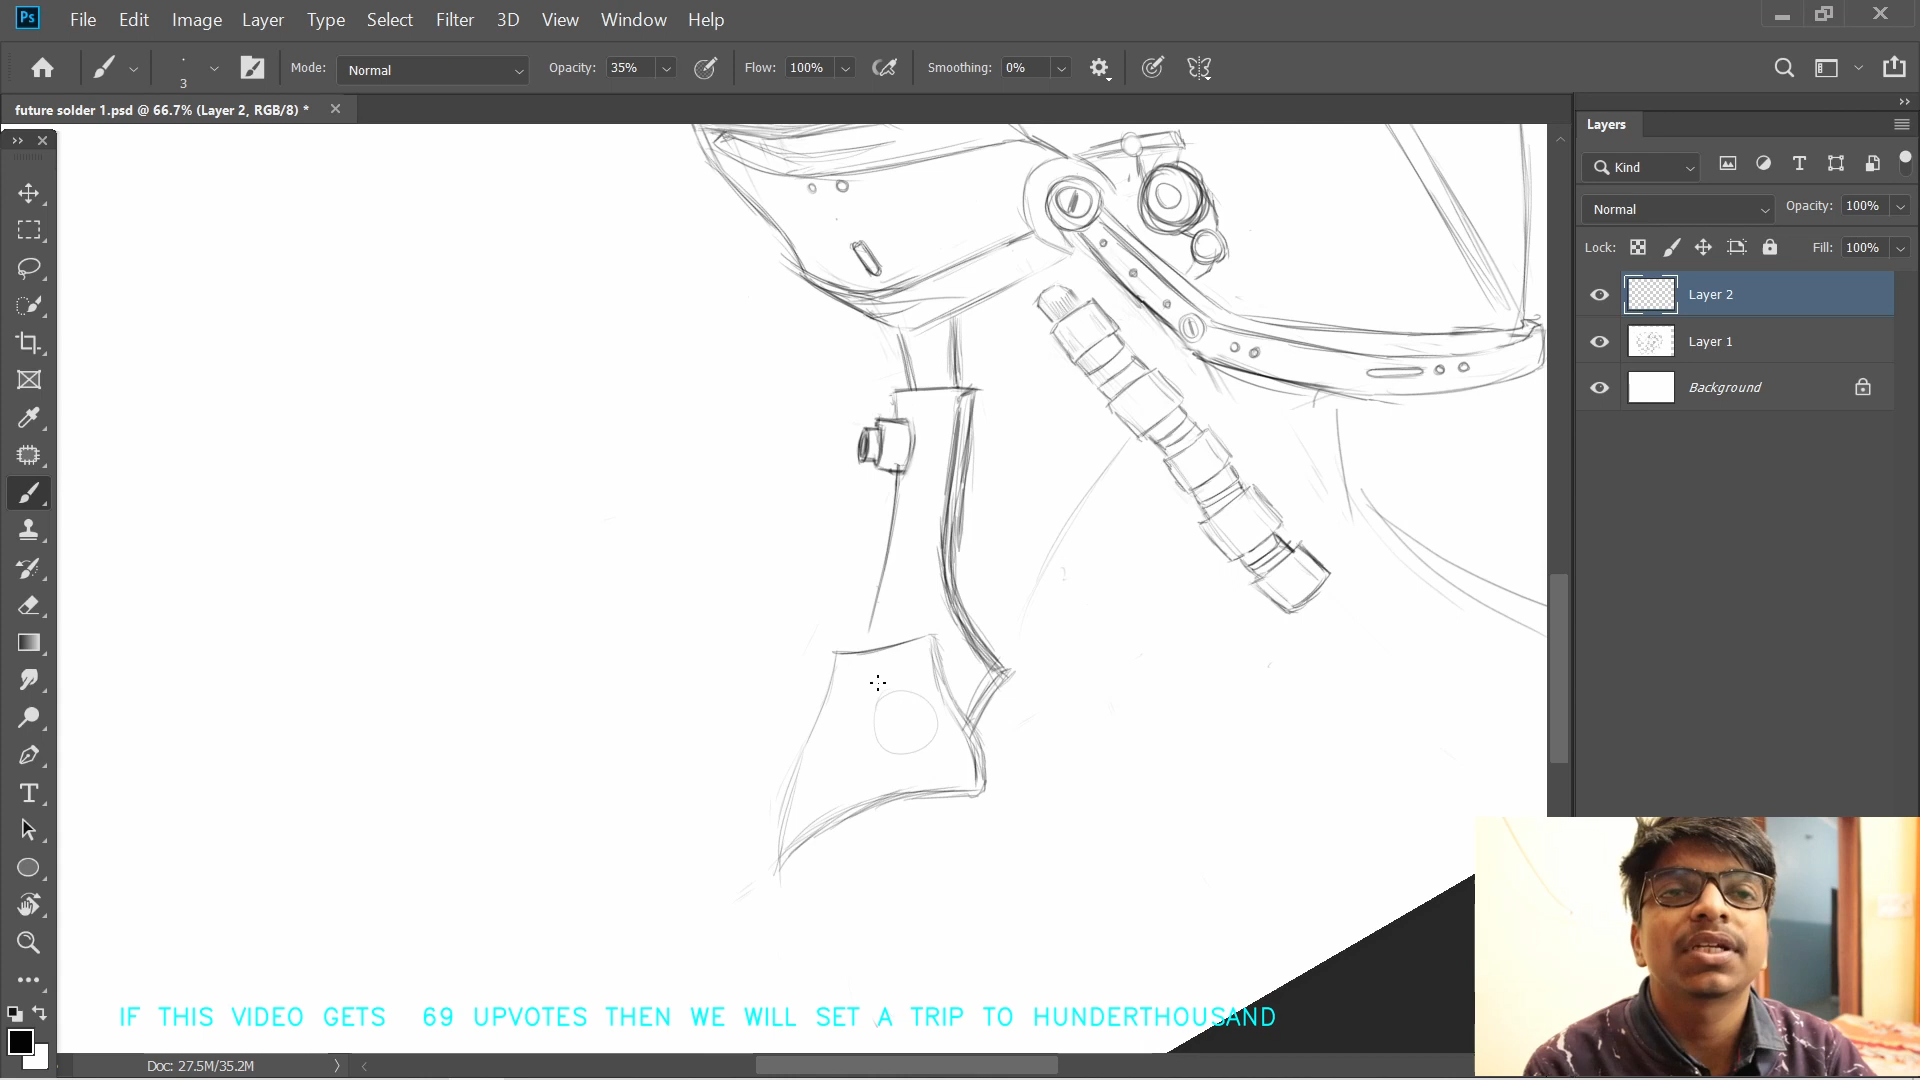 Ps File Edit Image Layer Type Select Filter 3D View Window Help
3 Mode: Normal Opacity: 35% Flow: 100% Smoothing: 0%
future solder 1.psd @ 66.7% (Layer 2, RGB/8) *
Layers
Kind
Normal Opacity: 100%
Lock: Fill: 100%
Layer 2
Layer 1
Background
IF THIS VIDEO GETS 69 UPVOTES THEN WE WILL SET A TRIP TO HUNDERTHOUSAND
Doc: 27.5M/35.2M